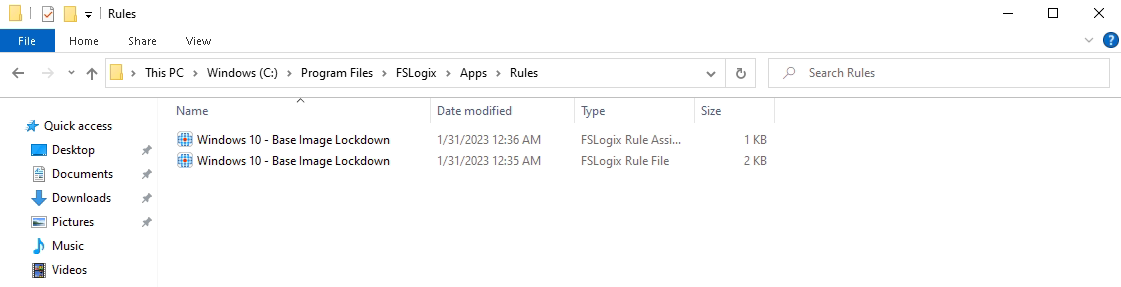 Rules
File Home Share View
This PC > Windows (C:) > Program Files > FSLogix > Apps > Rules
Search Rules
Name Date modified Type Size
Quick access
Desktop
Documents
Downloads
Pictures
Music
Videos
Windows 10 - Base Image Lockdown 1/31/2023 12:36 AM FSLogix Rule Assi... 1 KB
Windows 10 - Base Image Lockdown 1/31/2023 12:35 AM FSLogix Rule File 2 KB